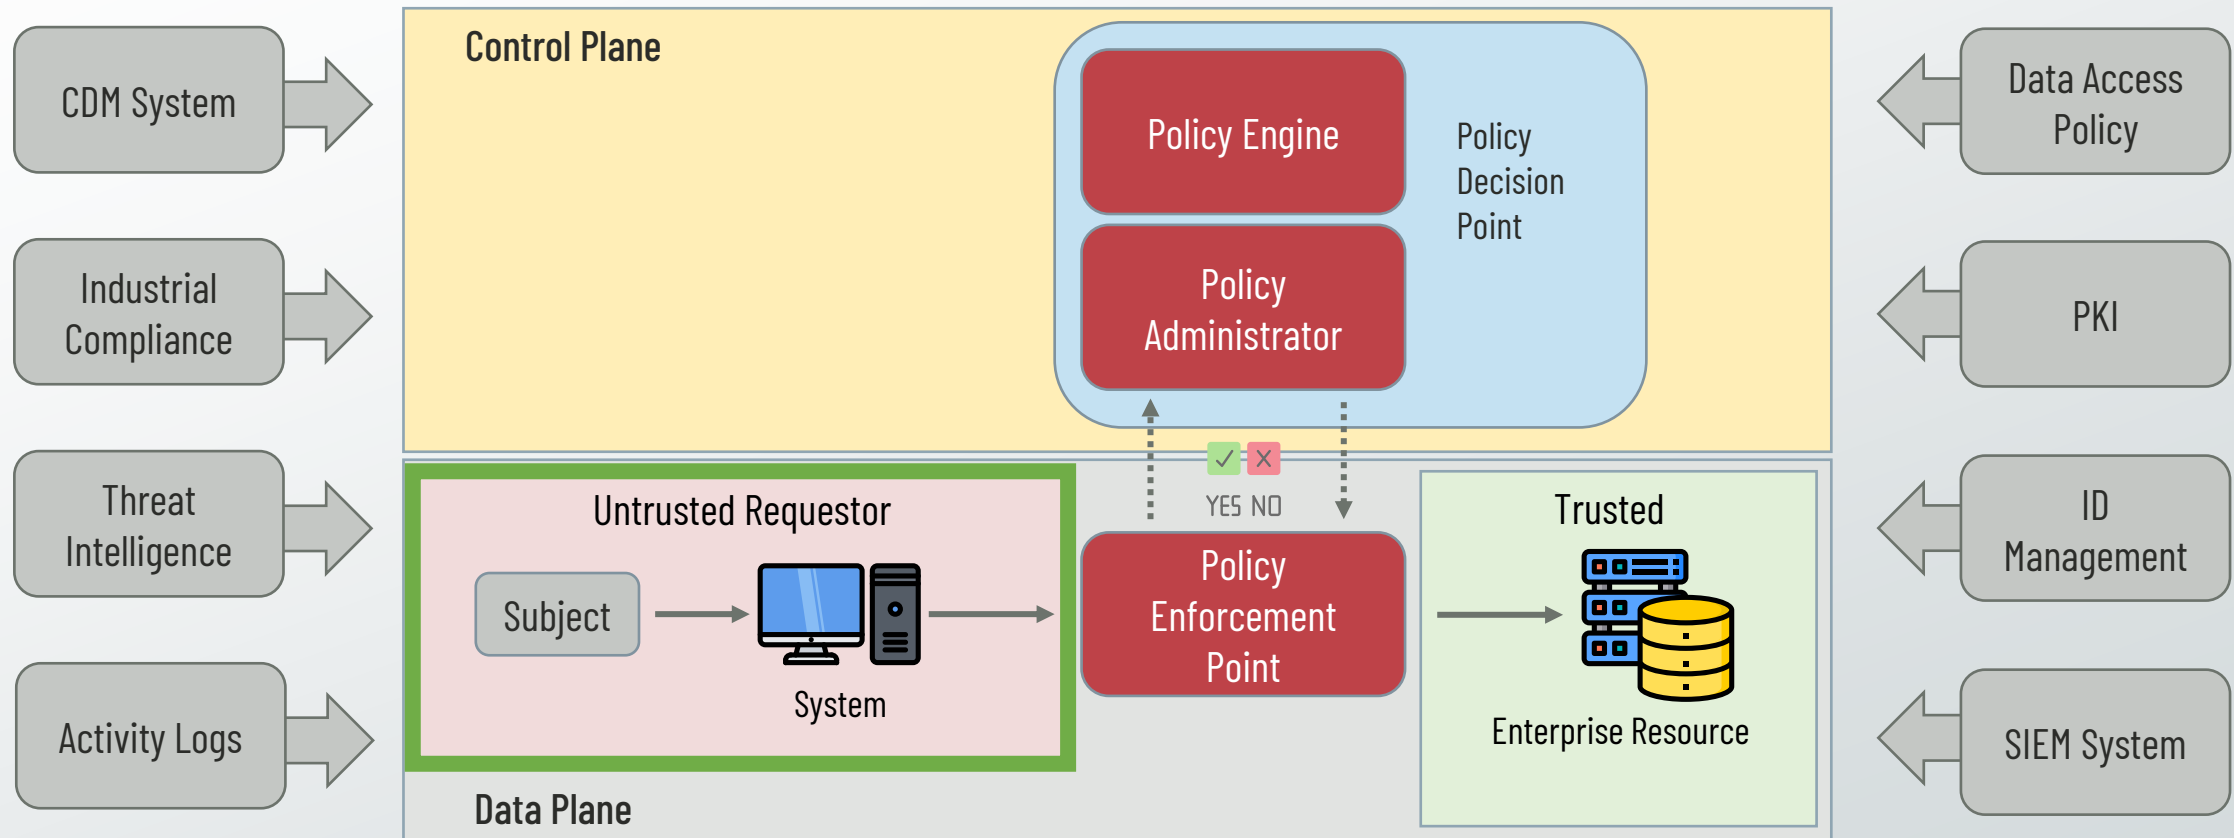 CDM System
Industrial
Compliance
Threat
Intelligence
Activity Logs
Control Plane
Policy Engine
Policy
Decision
Point
Policy
Administrator
YES NO
Untrusted Requestor
Subject
System
Policy
Enforcement
Point
Trusted
Enterprise Resource
Data Plane
Data Access
Policy
PKI
ID
Management
SIEM System